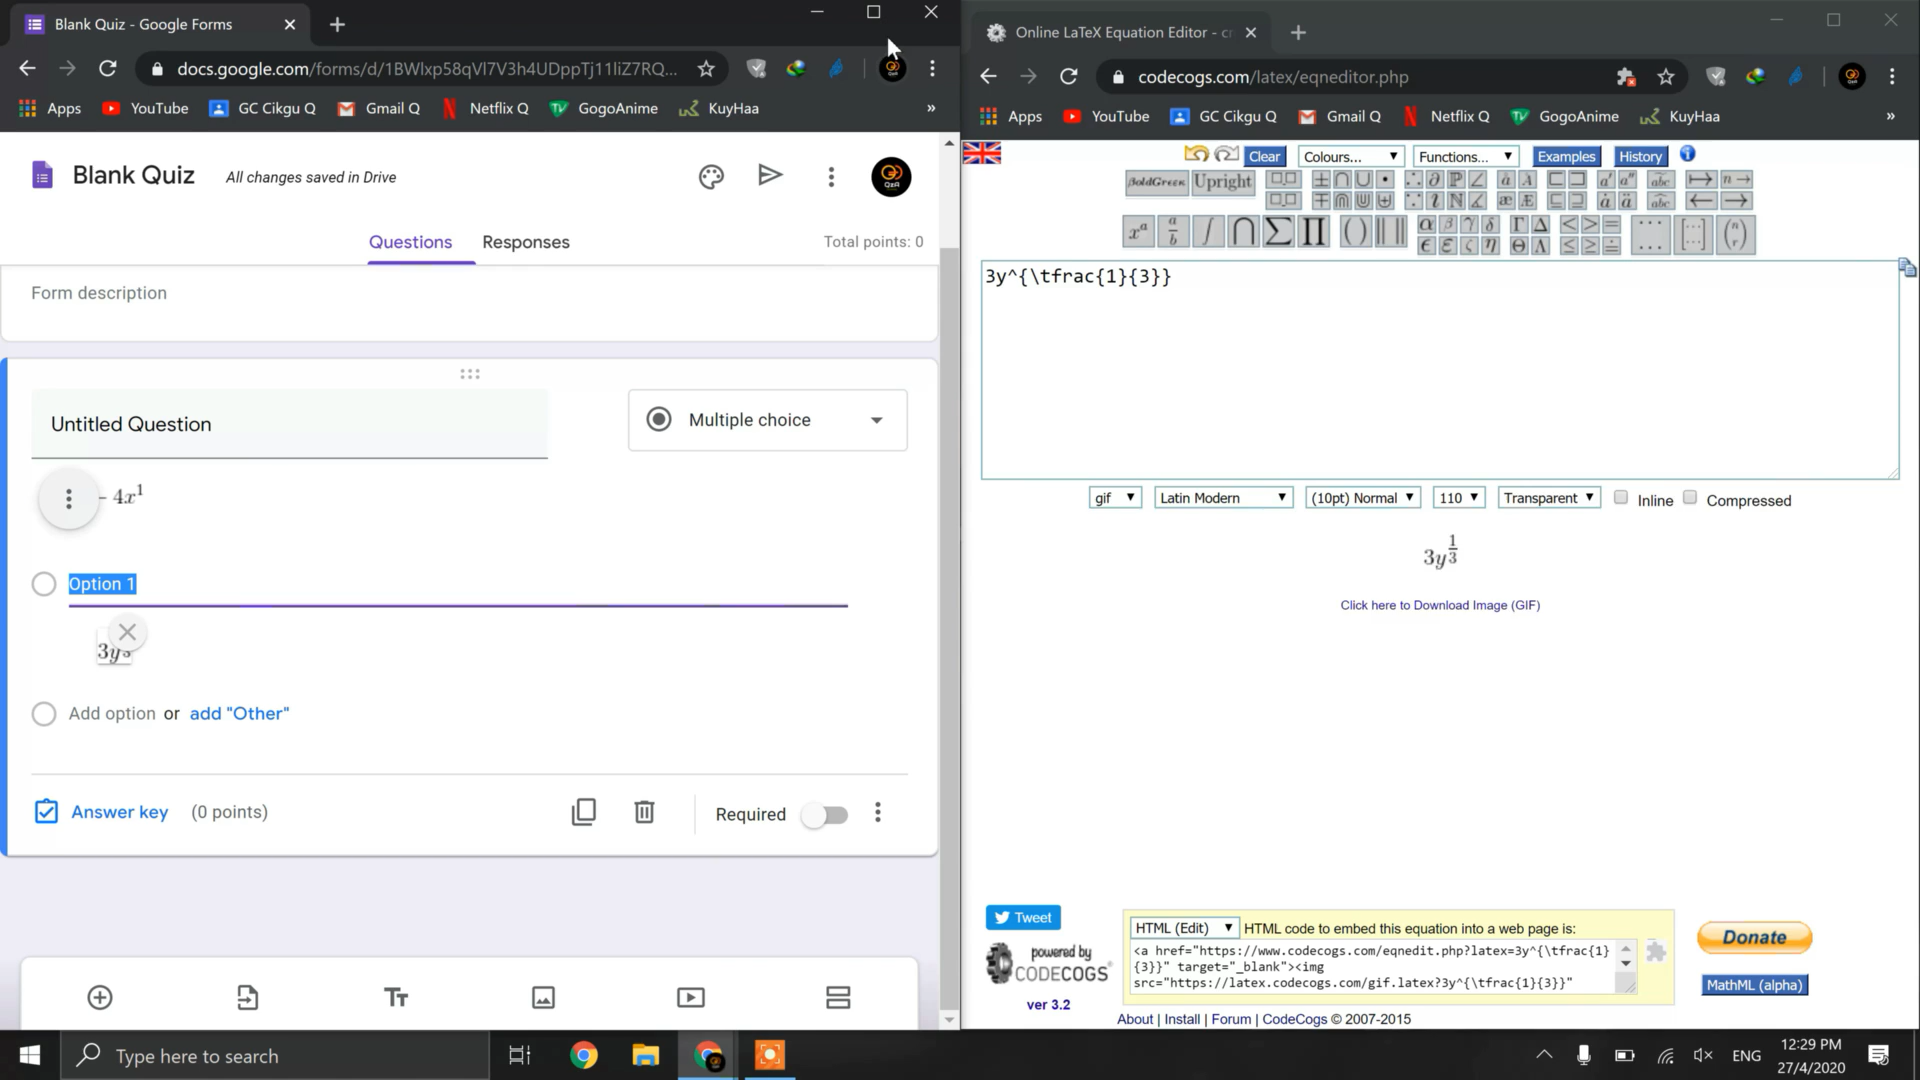 Blank Quiz - Google Forms
docs.google.com/forms/d/1BWlxp58qVl7V3h4UDppTj11liZ7RQ...
Apps YouTube GC Cikgu Q Gmail Q Netflix Q GogoAnime KuyHaa »
Blank Quiz All changes saved in Drive
Questions Responses Total points: 0
Form description
Untitled Question
Multiple choice
- 4x¹
Option 1
3y
Add option or add "Other"
Answer key (0 points)
Required
Online LaTeX Equation Editor -
codecogs.com/latex/eqneditor.php
Apps YouTube GC Cikgu Q Gmail Q Netflix Q GogoAnime KuyHaa »
Clear Colours... Functions... Examples History
BoldGreek Upright
3y^{\tfrac{1}{3}}
gif Latin Modern (10pt) Normal 110 Transparent Inline Compressed
3y^{1/3}
Click here to Download Image (GIF)
Tweet
powered by
CODECOGS
ver 3.2
HTML (Edit) HTML code to embed this equation into a web page is:
<a href="https://www.codecogs.com/eqnedit.php?latex=3y^{\tfrac{1}
{3}}" target="_blank"><img
src="https://latex.codecogs.com/gif.latex?3y^{\tfrac{1}{3}}"
Donate
MathML (alpha)
About | Install | Forum | CodeCogs © 2007-2015
Type here to search
ENG
12:29 PM
27/4/2020